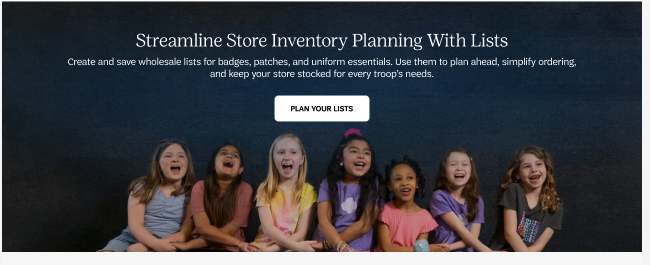 Streamline Store Inventory Planning With Lists
Create and save wholesale lists for badges, patches, and uniform essentials. Use them to plan ahead, simplify ordering,
and keep your store stocked for every troop's needs.
PLAN YOUR LISTS